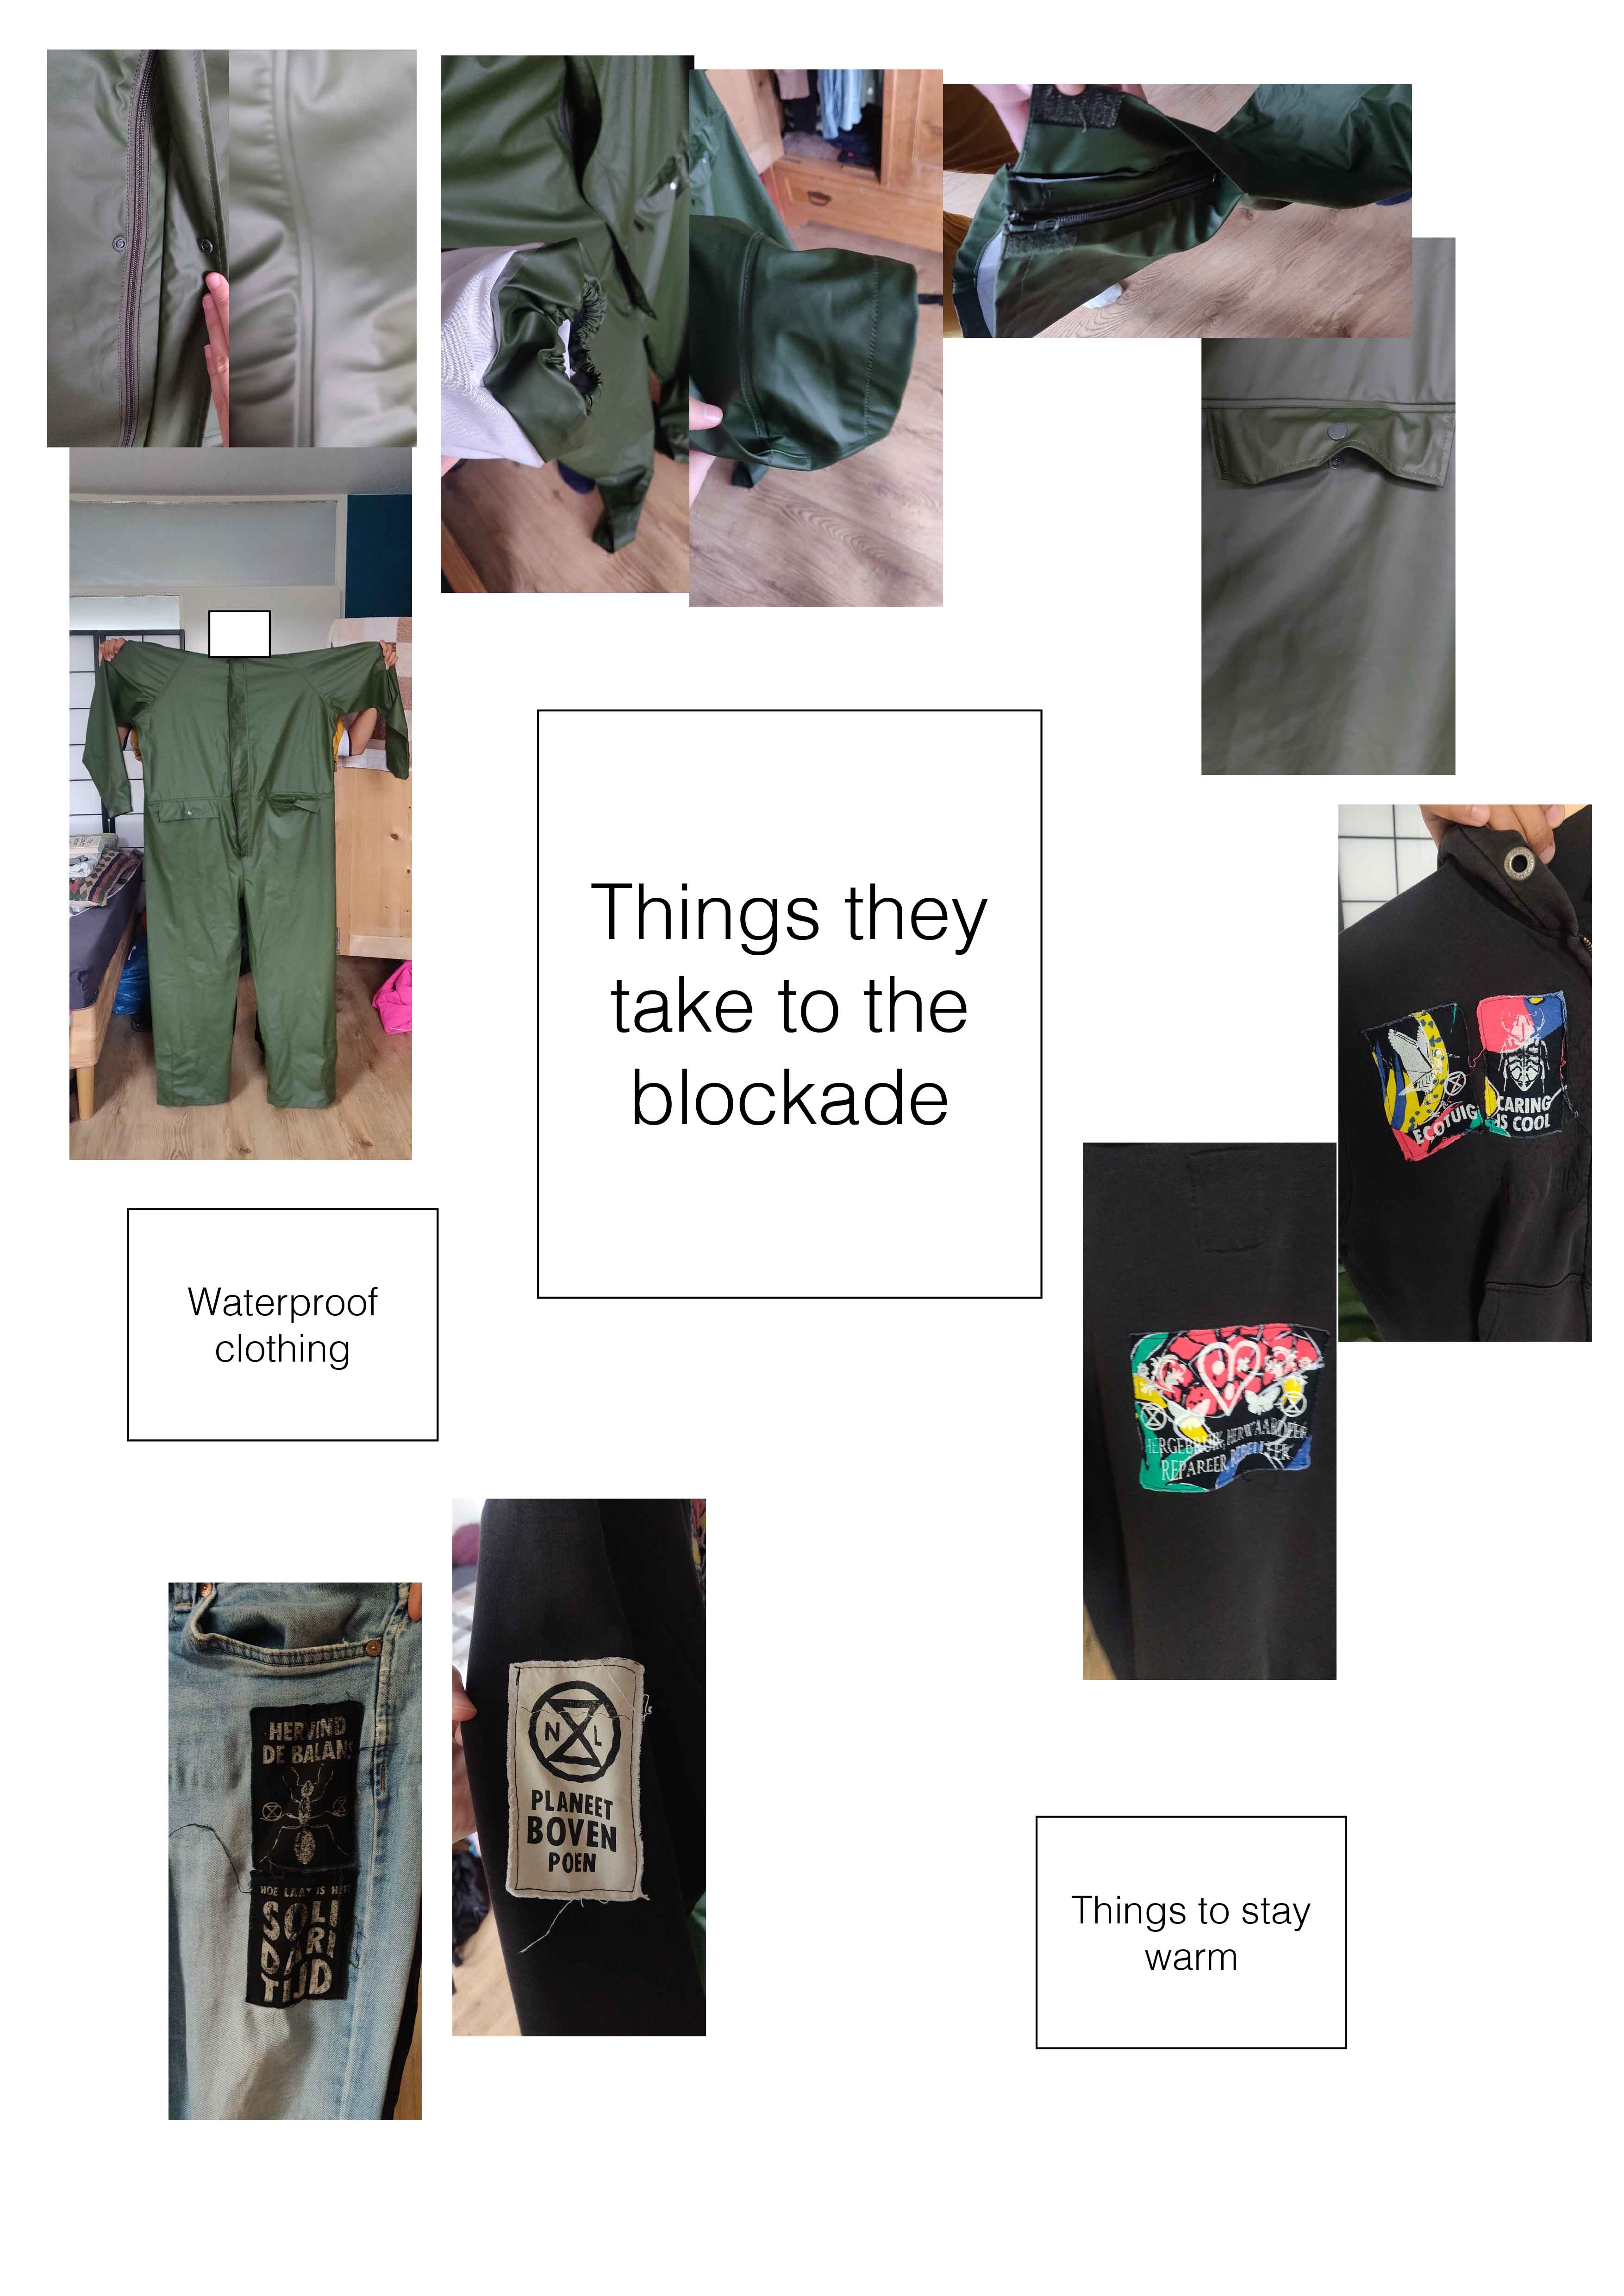 Things they
take to the
blockade
ECOTUIG
CARING
IS COOL
Waterproof
clothing
HERGEBRUIK, HERWAARDEER
REPAREER, REBELLEER
HERVIND
DE BALANS
HOE LAAT IS HET?
SOLI
DARI
TIJD
N L
PLANEET
BOVEN
POEN
Things to stay
warm